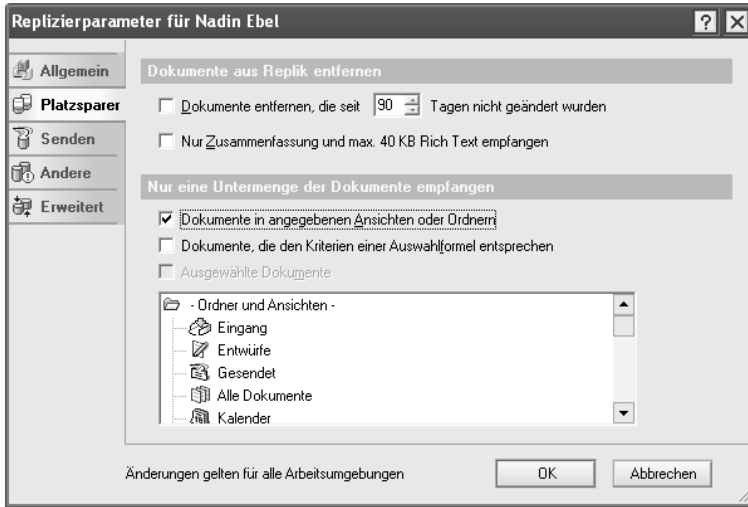 Replizierparameter für Nadin Ebel
Allgemein
Platzsparer
Senden
Andere
Erweitert
Dokumente aus Replik entfernen
Dokumente entfernen, die seit 90 Tagen nicht geändert wurden
Nur Zusammenfassung und max. 40 KB Rich Text empfangen
Nur eine Untermenge der Dokumente empfangen
Dokumente in angegebenen Ansichten oder Ordnern
Dokumente, die den Kriterien einer Auswahlformel entsprechen
Ausgewählte Dokumente
- Ordner und Ansichten -
Eingang
Entwürfe
Gesendet
Alle Dokumente
Kalender
Änderungen gelten für alle Arbeitsumgebungen
OK
Abbrechen